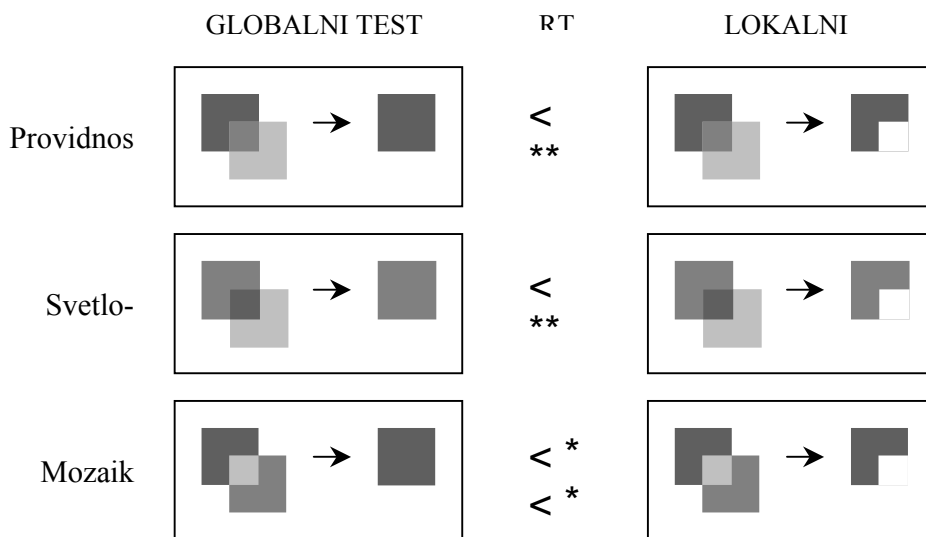 GLOBALNI TEST RT LOKALNI
Providnos
<
**
Svetlo-
<
**
Mozaik
< *
< *